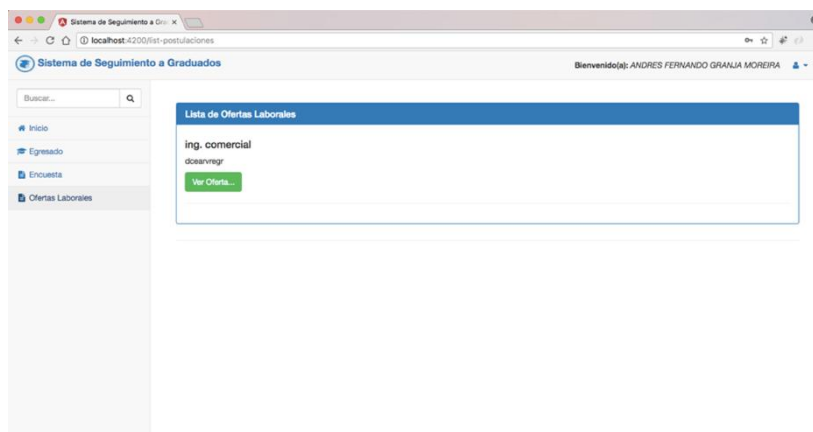 Sistema de Seguimiento a Gra
localhost:4200/list-postulaciones
Sistema de Seguimiento a Graduados
Bienvenido(a): ANDRES FERNANDO GRANJA MOREIRA
Buscar...
Inicio
Egresado
Encuesta
Ofertas Laborales
Lista de Ofertas Laborales
ing. comercial
dcearvregr
Ver Oferta...